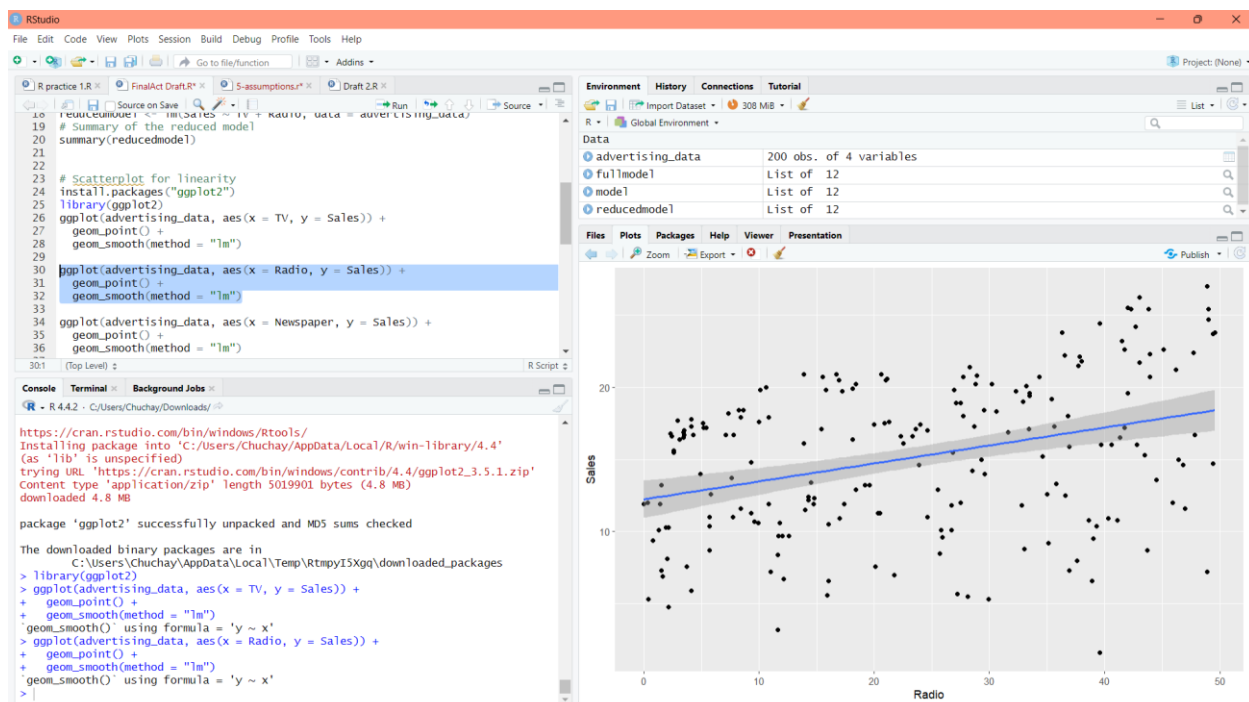 RStudio
File Edit Code View Plots Session Build Debug Profile Tools Help
Go to file/function
Addins
Project: (None)
R practice 1.R
FinalAct Draft.R*
5-assumptions.r*
Draft 2.R
Source on Save
Run
Source
18 reducedmodel <- lm(Sales ~ TV + Radio, data = advertising_data)
19 # Summary of the reduced model
20 summary(reducedmodel)
21
22
23 # Scatterplot for linearity
24 install.packages("ggplot2")
25 library(ggplot2)
26 ggplot(advertising_data, aes(x = TV, y = Sales)) +
27 geom_point() +
28 geom_smooth(method = "lm")
29
30 ggplot(advertising_data, aes(x = Radio, y = Sales)) +
31 geom_point() +
32 geom_smooth(method = "lm")
33
34 ggplot(advertising_data, aes(x = Newspaper, y = Sales)) +
35 geom_point() +
36 geom_smooth(method = "lm")
30:1 (Top Level) R Script
Console Terminal Background Jobs
R - R 4.4.2 · C:/Users/Chuchay/Downloads/
https://cran.rstudio.com/bin/windows/Rtools/
Installing package into 'C:/Users/Chuchay/AppData/Local/R/win-library/4.4'
(as 'lib' is unspecified)
trying URL 'https://cran.rstudio.com/bin/windows/contrib/4.4/ggplot2_3.5.1.zip'
Content type 'application/zip' length 5019901 bytes (4.8 MB)
downloaded 4.8 MB
package 'ggplot2' successfully unpacked and MD5 sums checked
The downloaded binary packages are in
C:\Users\Chuchay\AppData\Local\Temp\RtmpyI5Xgq\downloaded_packages
> library(ggplot2)
> ggplot(advertising_data, aes(x = TV, y = Sales)) +
+ geom_point() +
+ geom_smooth(method = "lm")
`geom_smooth()` using formula = 'y ~ x'
> ggplot(advertising_data, aes(x = Radio, y = Sales)) +
+ geom_point() +
+ geom_smooth(method = "lm")
`geom_smooth()` using formula = 'y ~ x'
>
Environment History Connections Tutorial
Import Dataset
308 MiB
List
R
Global Environment
Data
advertising_data 200 obs. of 4 variables
fullmodel List of 12
model List of 12
reducedmodel List of 12
Files Plots Packages Help Viewer Presentation
Zoom Export Publish
20
10
Sales
0 10 20 30 40 50
Radio